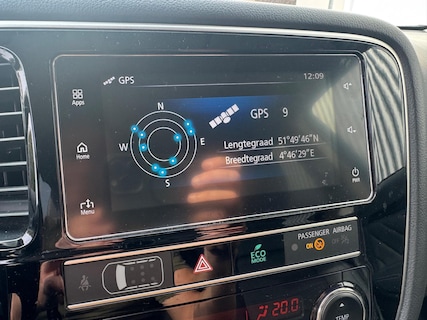 GPS
12:09
Apps
N
GPS 9
W
E
Lengtegraad 51°49'46"N
Home
Breedtegraad 4°46'29"E
PWR
S
Menu
PASSENGER AIRBAG
ON
ECO
MODE
20.0
TEMP